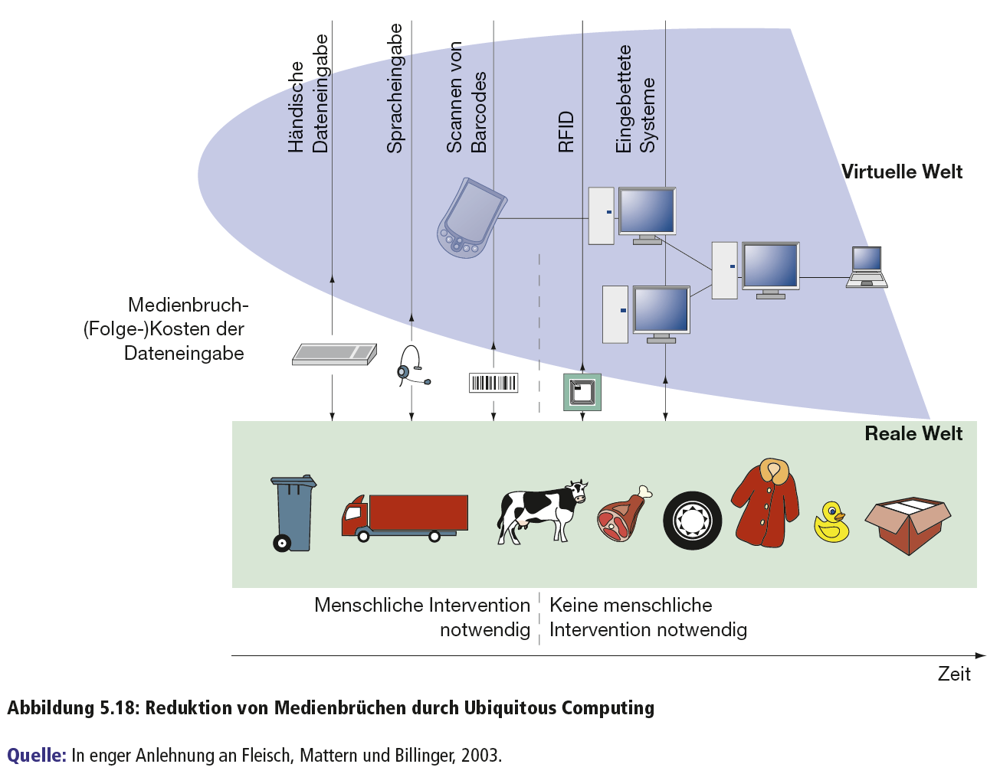 Händische
Dateneingabe
Spracheingabe
Scannen von
Barcodes
RFID
Eingebettete
Systeme
Virtuelle Welt
Medienbruch-
(Folge-)Kosten der
Dateneingabe
Reale Welt
Menschliche Intervention
notwendig
Keine menschliche
Intervention notwendig
Zeit
Abbildung 5.18: Reduktion von Medienbrüchen durch Ubiquitous Computing
Quelle: In enger Anlehnung an Fleisch, Mattern und Billinger, 2003.